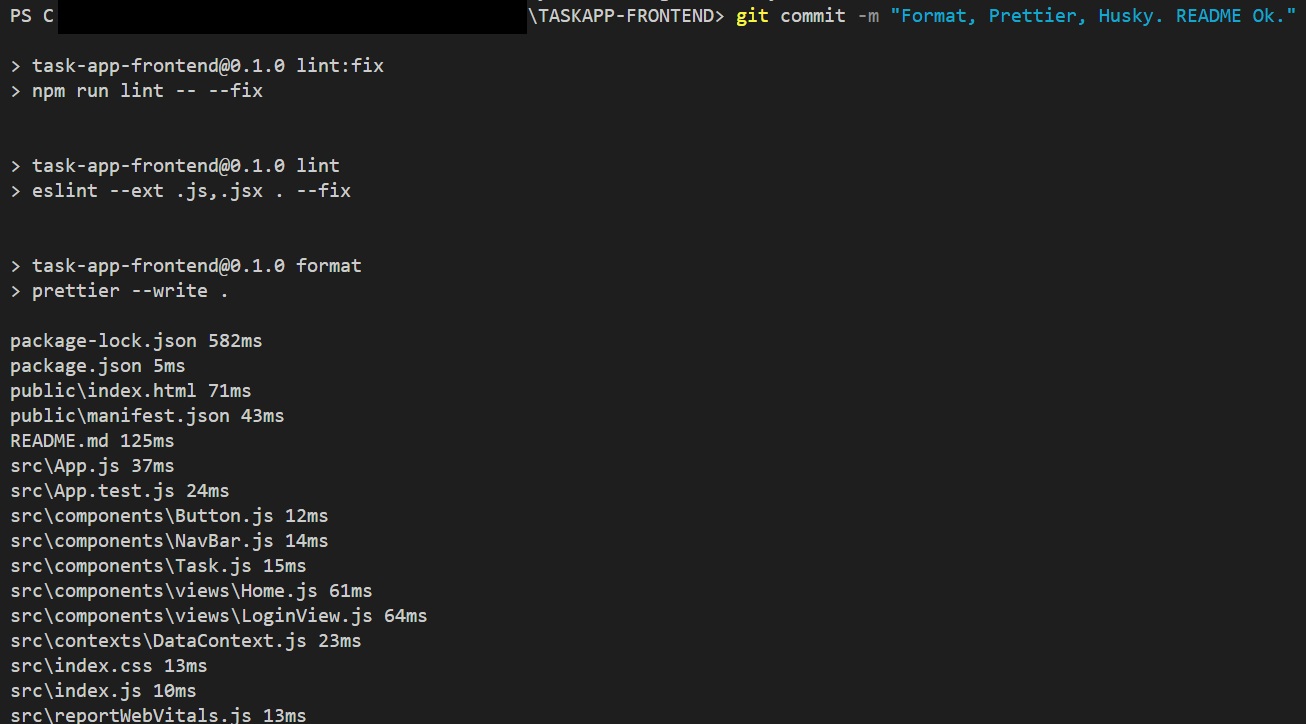 PS C \TASKAPP-FRONTEND> git commit -m "Format, Prettier, Husky. README Ok."
> task-app-frontend@0.1.0 lint:fix
> npm run lint -- --fix
> task-app-frontend@0.1.0 lint
> eslint --ext .js,.jsx . --fix
> task-app-frontend@0.1.0 format
> prettier --write .
package-lock.json 582ms
package.json 5ms
public\index.html 71ms
public\manifest.json 43ms
README.md 125ms
src\App.js 37ms
src\App.test.js 24ms
src\components\Button.js 12ms
src\components\NavBar.js 14ms
src\components\Task.js 15ms
src\components\views\Home.js 61ms
src\components\views\LoginView.js 64ms
src\contexts\DataContext.js 23ms
src\index.css 13ms
src\index.js 10ms
src\reportWebVitals.js 13ms